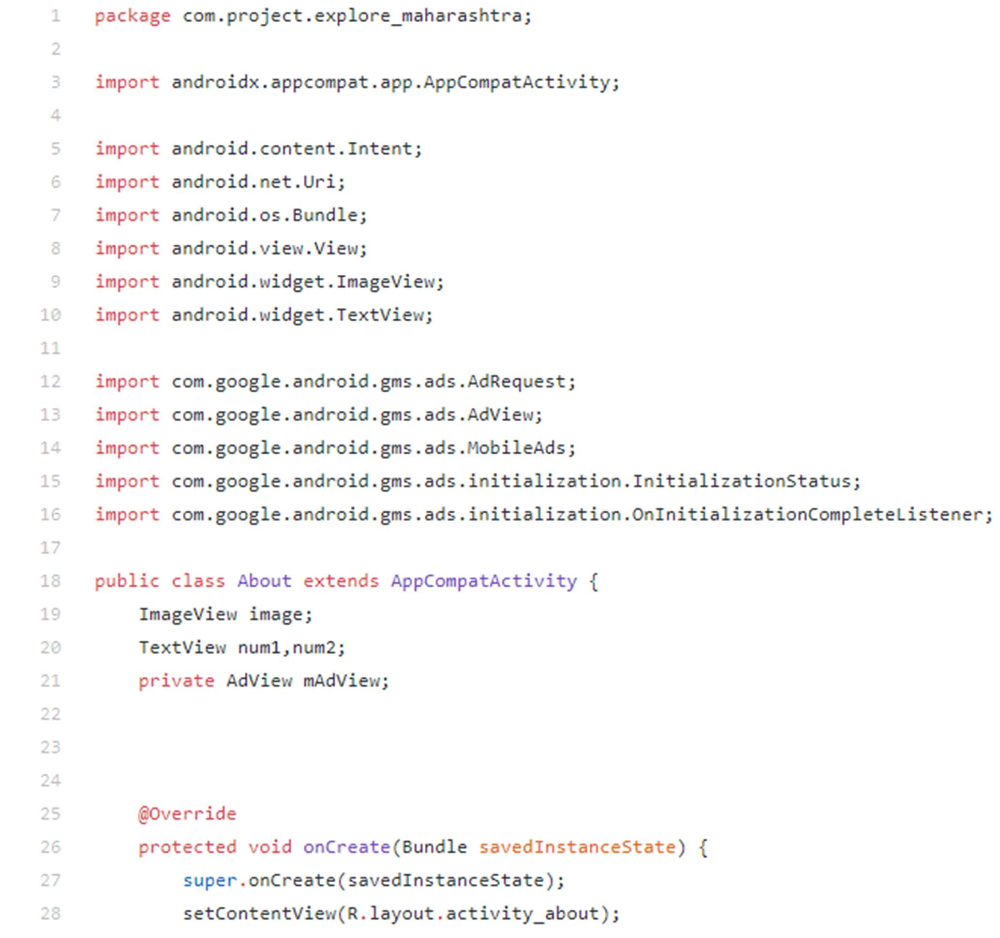 1 package com.project.explore_maharashtra;
2
3 import androidx.appcompat.app.AppCompatActivity;
4
5 import android.content.Intent;
6 import android.net.Uri;
7 import android.os.Bundle;
8 import android.view.View;
9 import android.widget.ImageView;
10 import android.widget.TextView;
11
12 import com.google.android.gms.ads.AdRequest;
13 import com.google.android.gms.ads.AdView;
14 import com.google.android.gms.ads.MobileAds;
15 import com.google.android.gms.ads.initialization.InitializationStatus;
16 import com.google.android.gms.ads.initialization.OnInitializationCompleteListener;
17
18 public class About extends AppCompatActivity {
19     ImageView image;
20     TextView num1,num2;
21     private AdView mAdView;
22
23
24
25     @Override
26     protected void onCreate(Bundle savedInstanceState) {
27         super.onCreate(savedInstanceState);
28         setContentView(R.layout.activity_about);